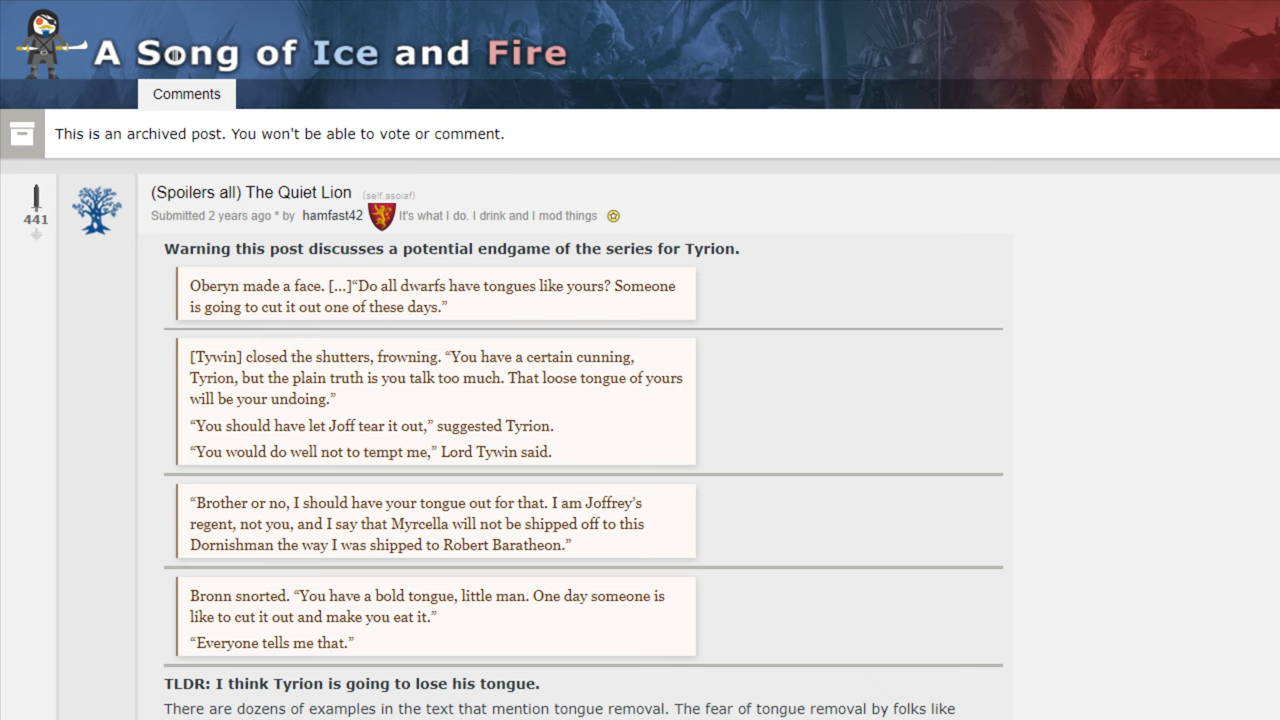 A Song of Ice and Fire
Comments
This is an archived post. You won't be able to vote or comment.
(Spoilers all) The Quiet Lion (self.asoiaf)
441
Submitted 2 years ago * by hamfast42 It's what I do. I drink and I mod things
Warning this post discusses a potential endgame of the series for Tyrion.
Oberyn made a face. [...]“Do all dwarfs have tongues like yours? Someone
is going to cut it out one of these days.”
[Tywin] closed the shutters, frowning. “You have a certain cunning,
Tyrion, but the plain truth is you talk too much. That loose tongue of yours
will be your undoing.”
“You should have let Joff tear it out,” suggested Tyrion.
“You would do well not to tempt me,” Lord Tywin said.
“Brother or no, I should have your tongue out for that. I am Joffrey’s
regent, not you, and I say that Myrcella will not be shipped off to this
Dornishman the way I was shipped to Robert Baratheon.”
Bronn snorted. “You have a bold tongue, little man. One day someone is
like to cut it out and make you eat it.”
“Everyone tells me that.”
TLDR: I think Tyrion is going to lose his tongue.
There are dozens of examples in the text that mention tongue removal. The fear of tongue removal by folks like